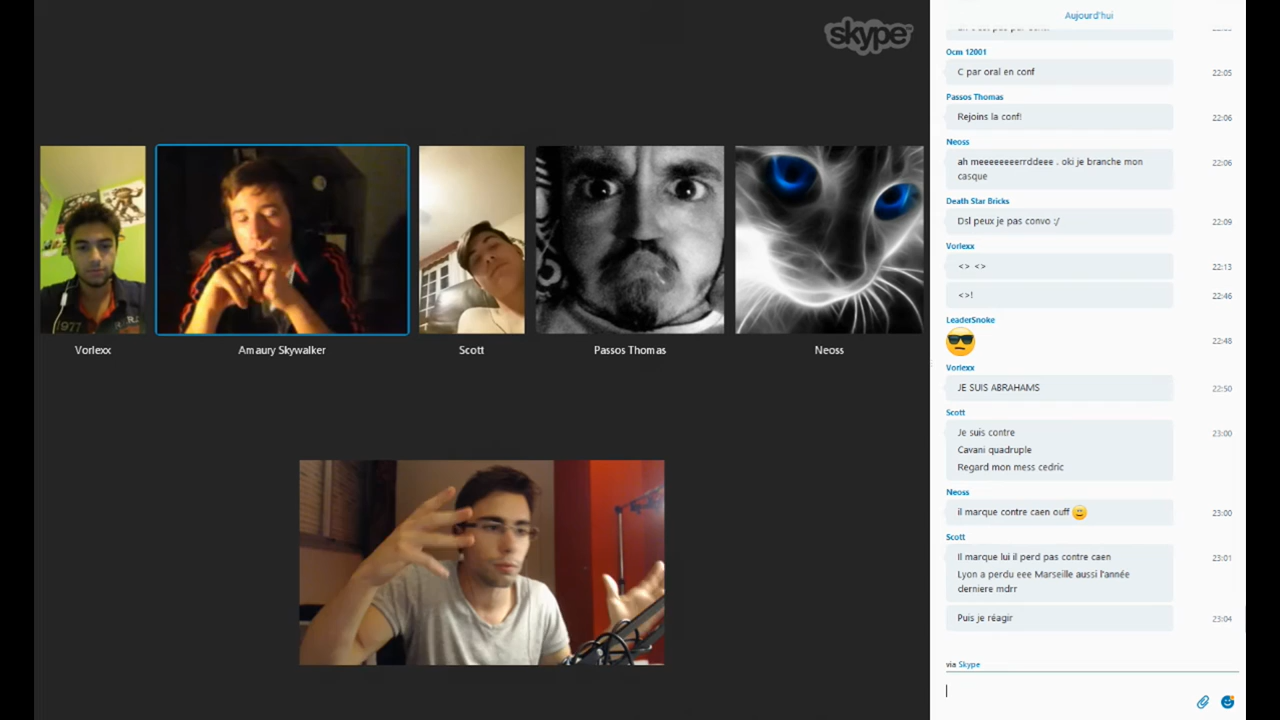 skype
Aujourd'hui
Ocm 12001
C par oral en conf
22:05
Passos Thomas
Rejoins la conf!
22:06
Neoss
ah meeeeeeeerrddeee . oki je branche mon
22:06
casque
Death Star Bricks
Dsl peux je pas convo :/
22:09
Vorlexx
<> <>
22:13
<>!
22:46
LeaderSnoke
22:48
Vorlexx
JE SUIS ABRAHAMS
22:50
Scott
Je suis contre
23:00
Cavani quadruple
Regard mon mess cedric
Neoss
il marque contre caen ouff
23:00
Scott
Il marque lui il perd pas contre caen
23:01
Lyon a perdu eee Marseille aussi l'année
derniere mdrr
Puis je réagir
23:04
via Skype
Vorlexx
Amaury Skywalker
Scott
Passos Thomas
Neoss
1977